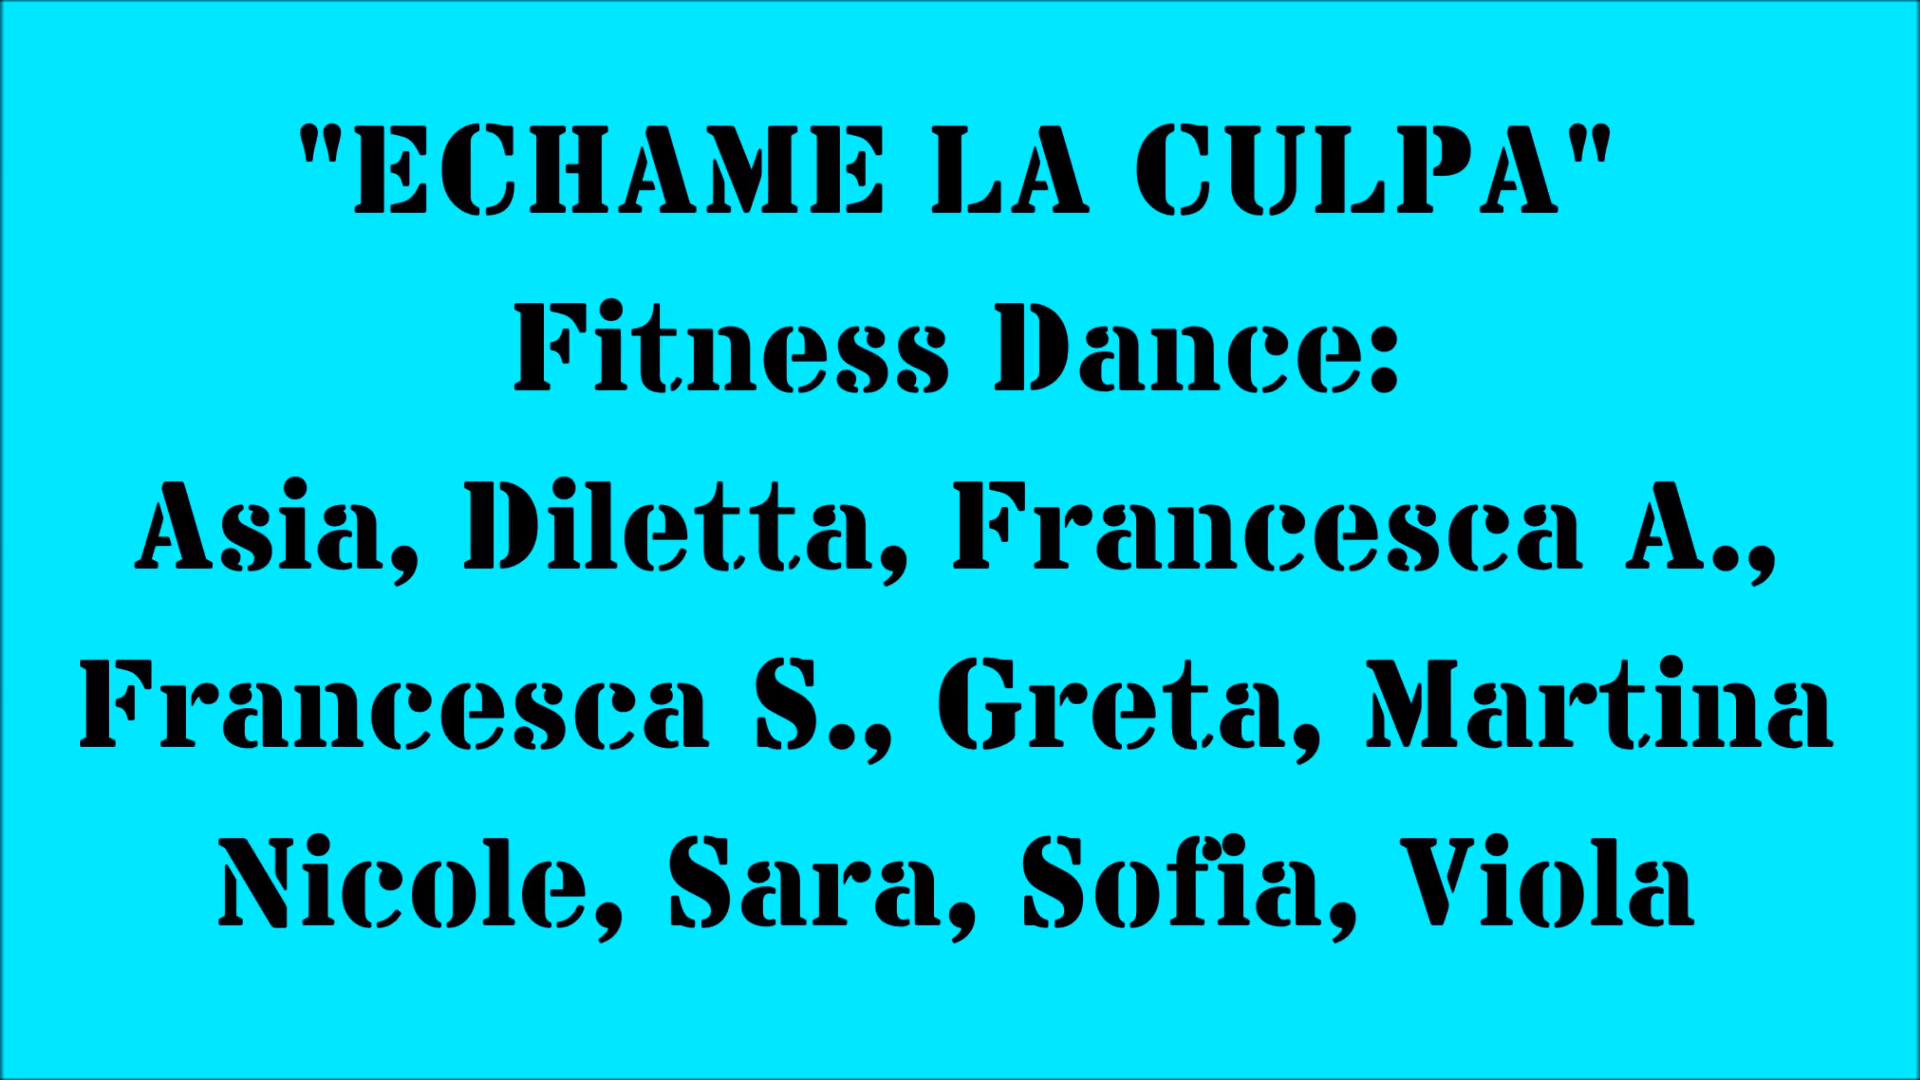 "ECHAME LA CULPA"
Fitness Dance:
Asia, Diletta, Francesca A.,
Francesca S., Greta, Martina
Nicole, Sara, Sofia, Viola